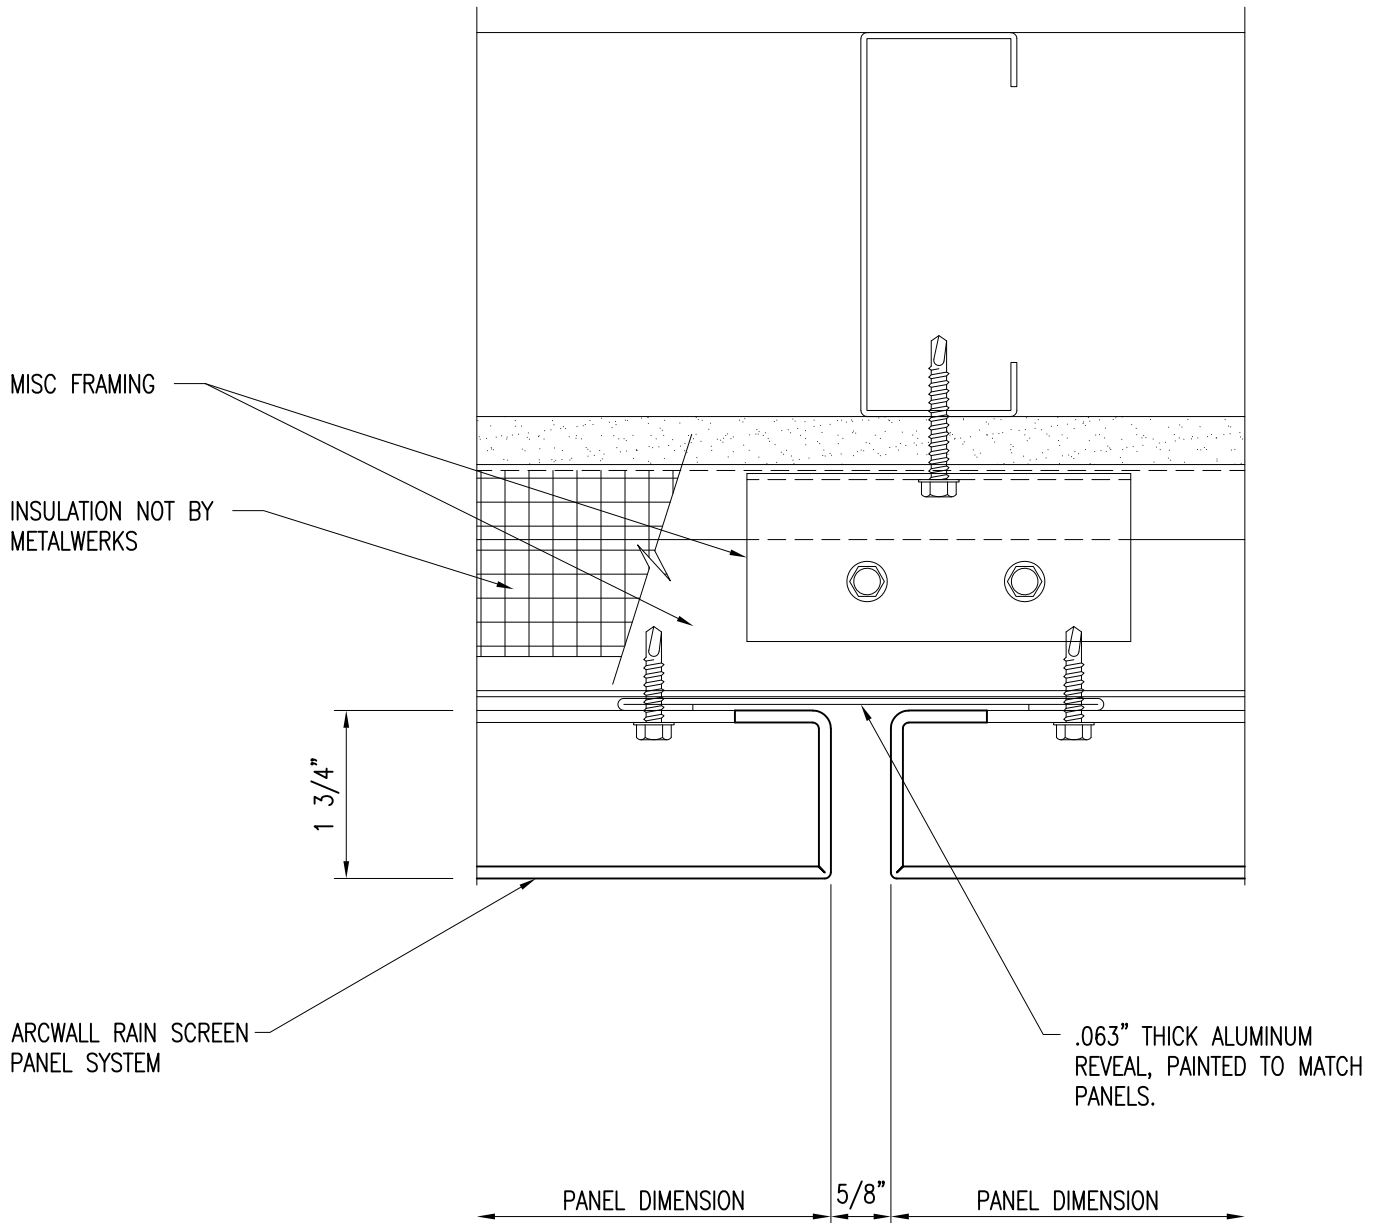 MISC FRAMING
INSULATION NOT BY
METALWERKS
1 3/4"
ARCWALL RAIN SCREEN
PANEL SYSTEM
.063" THICK ALUMINUM
REVEAL, PAINTED TO MATCH
PANELS.
PANEL DIMENSION
5/8"
PANEL DIMENSION